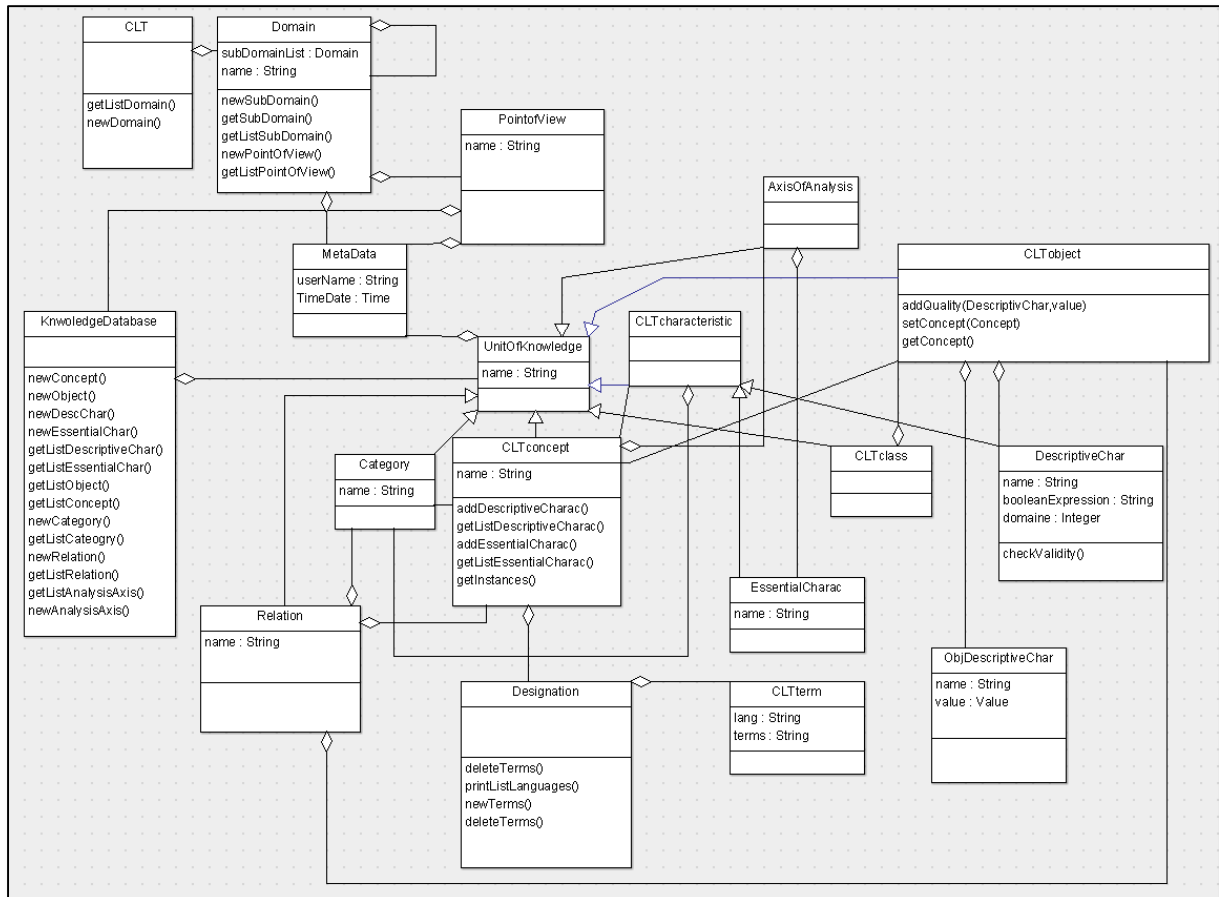 CLT
getListDomain()
newDomain()
Domain
subDomainList : Domain
name : String
newSubDomain()
getSubDomain()
getListSubDomain()
newPointOfView()
getListPointOfView()
PointofView
name : String
AxisOfAnalysis
MetaData
userName : String
TimeDate : Time
CLTobject
addQuality(DescriptivChar,value)
setConcept(Concept)
getConcept()
KnwoledgeDatabase
newConcept()
newObject()
newDescChar()
newEssentialChar()
getListDescriptiveChar()
getListEssentialChar()
getListObject()
getListConcept()
newCategory()
getListCateogry()
newRelation()
getListRelation()
getListAnalysisAxis()
newAnalysisAxis()
UnitOfKnowledge
name : String
CLTcharacteristic
Category
name : String
CLTconcept
name : String
addDescriptiveCharac()
getListDescriptiveCharac()
addEssentialCharac()
getListEssentialCharac()
getInstances()
CLTclass
DescriptiveChar
name : String
booleanExpression : String
domaine : Integer
checkValidity()
Relation
name : String
EssentialCharac
name : String
ObjDescriptiveChar
name : String
value : Value
Designation
deleteTerms()
printListLanguages()
newTerms()
deleteTerms()
CLTterm
lang : String
terms : String